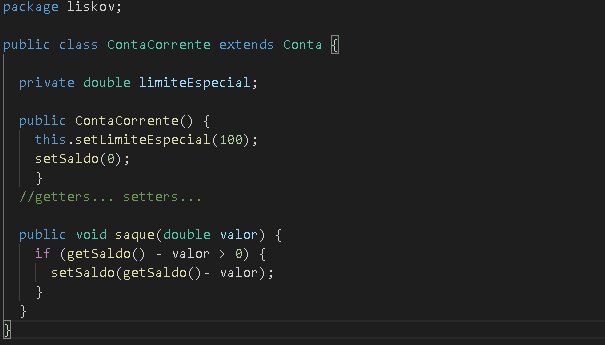 package liskov;
public class ContaCorrente extends Conta {
private double limiteEspecial;
public ContaCorrente() {
this.setLimiteEspecial(100);
setSaldo(0);
}
//getters... setters...
public void saque(double valor) {
if (getSaldo() - valor > 0) {
setSaldo(getSaldo()- valor);
}
}
}